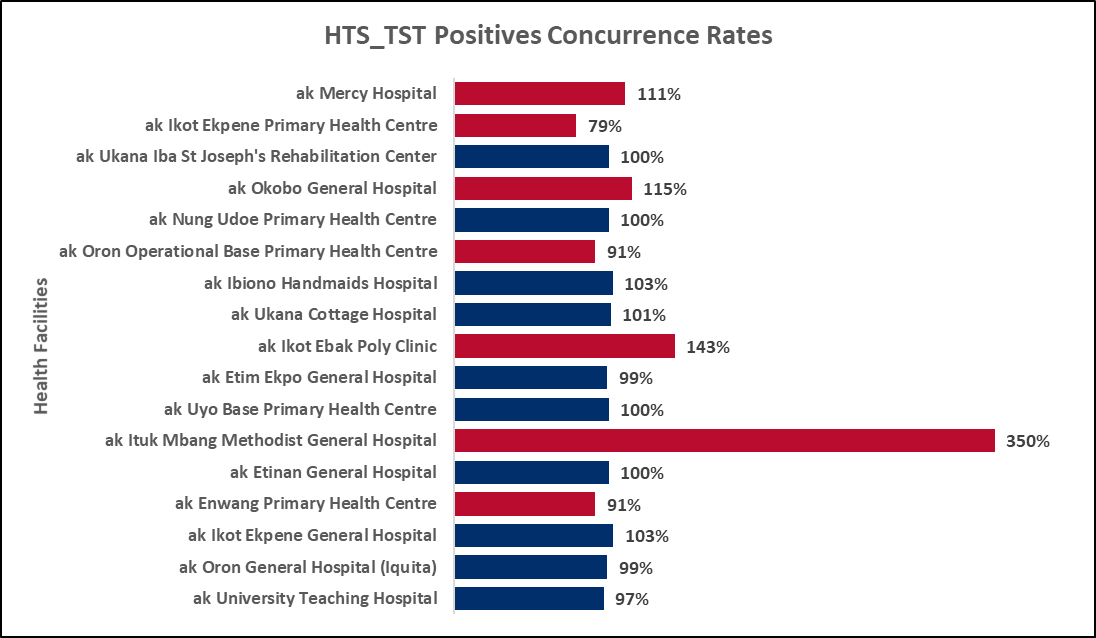 HTS_TST Positives Concurrence Rates
Health Facilities
ak Mercy Hospital 111%
ak Ikot Ekpene Primary Health Centre 79%
ak Ukana Iba St Joseph's Rehabilitation Center 100%
ak Okobo General Hospital 115%
ak Nung Udoe Primary Health Centre 100%
ak Oron Operational Base Primary Health Centre 91%
ak Ibiono Handmaids Hospital 103%
ak Ukana Cottage Hospital 101%
ak Ikot Ebak Poly Clinic 143%
ak Etim Ekpo General Hospital 99%
ak Uyo Base Primary Health Centre 100%
ak Ituk Mbang Methodist General Hospital 350%
ak Etinan General Hospital 100%
ak Enwang Primary Health Centre 91%
ak Ikot Ekpene General Hospital 103%
ak Oron General Hospital (Iquita) 99%
ak University Teaching Hospital 97%